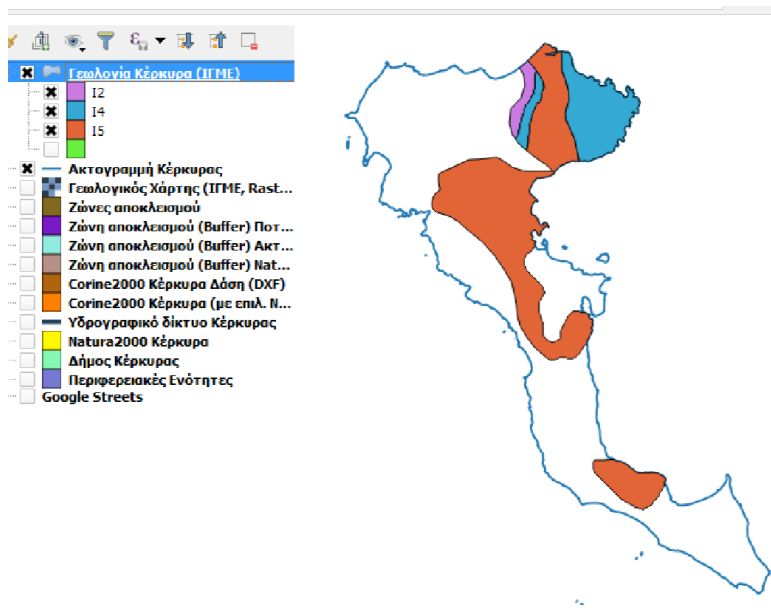 Γεωλογία Κέρκυρα (ΙΓΜΕ)
I2
I4
I5
Ακτογραμμή Κέρκυρας
Γεωλογικός Χάρτης (ΙΓΜΕ, Rast...
Ζώνες αποκλεισμού
Ζώνη αποκλεισμού (Buffer) Ποτ...
Ζώνη αποκλεισμού (Buffer) Ακτ...
Ζώνη αποκλεισμού (Buffer) Nat...
Corine2000 Κέρκυρα Δάση (DXF)
Corine2000 Κέρκυρα (με επιλ. Ν...
Υδρογραφικό δίκτυο Κέρκυρας
Natura2000 Κέρκυρα
Δήμος Κέρκυρας
Περιφερειακές Ενότητες
Google Streets